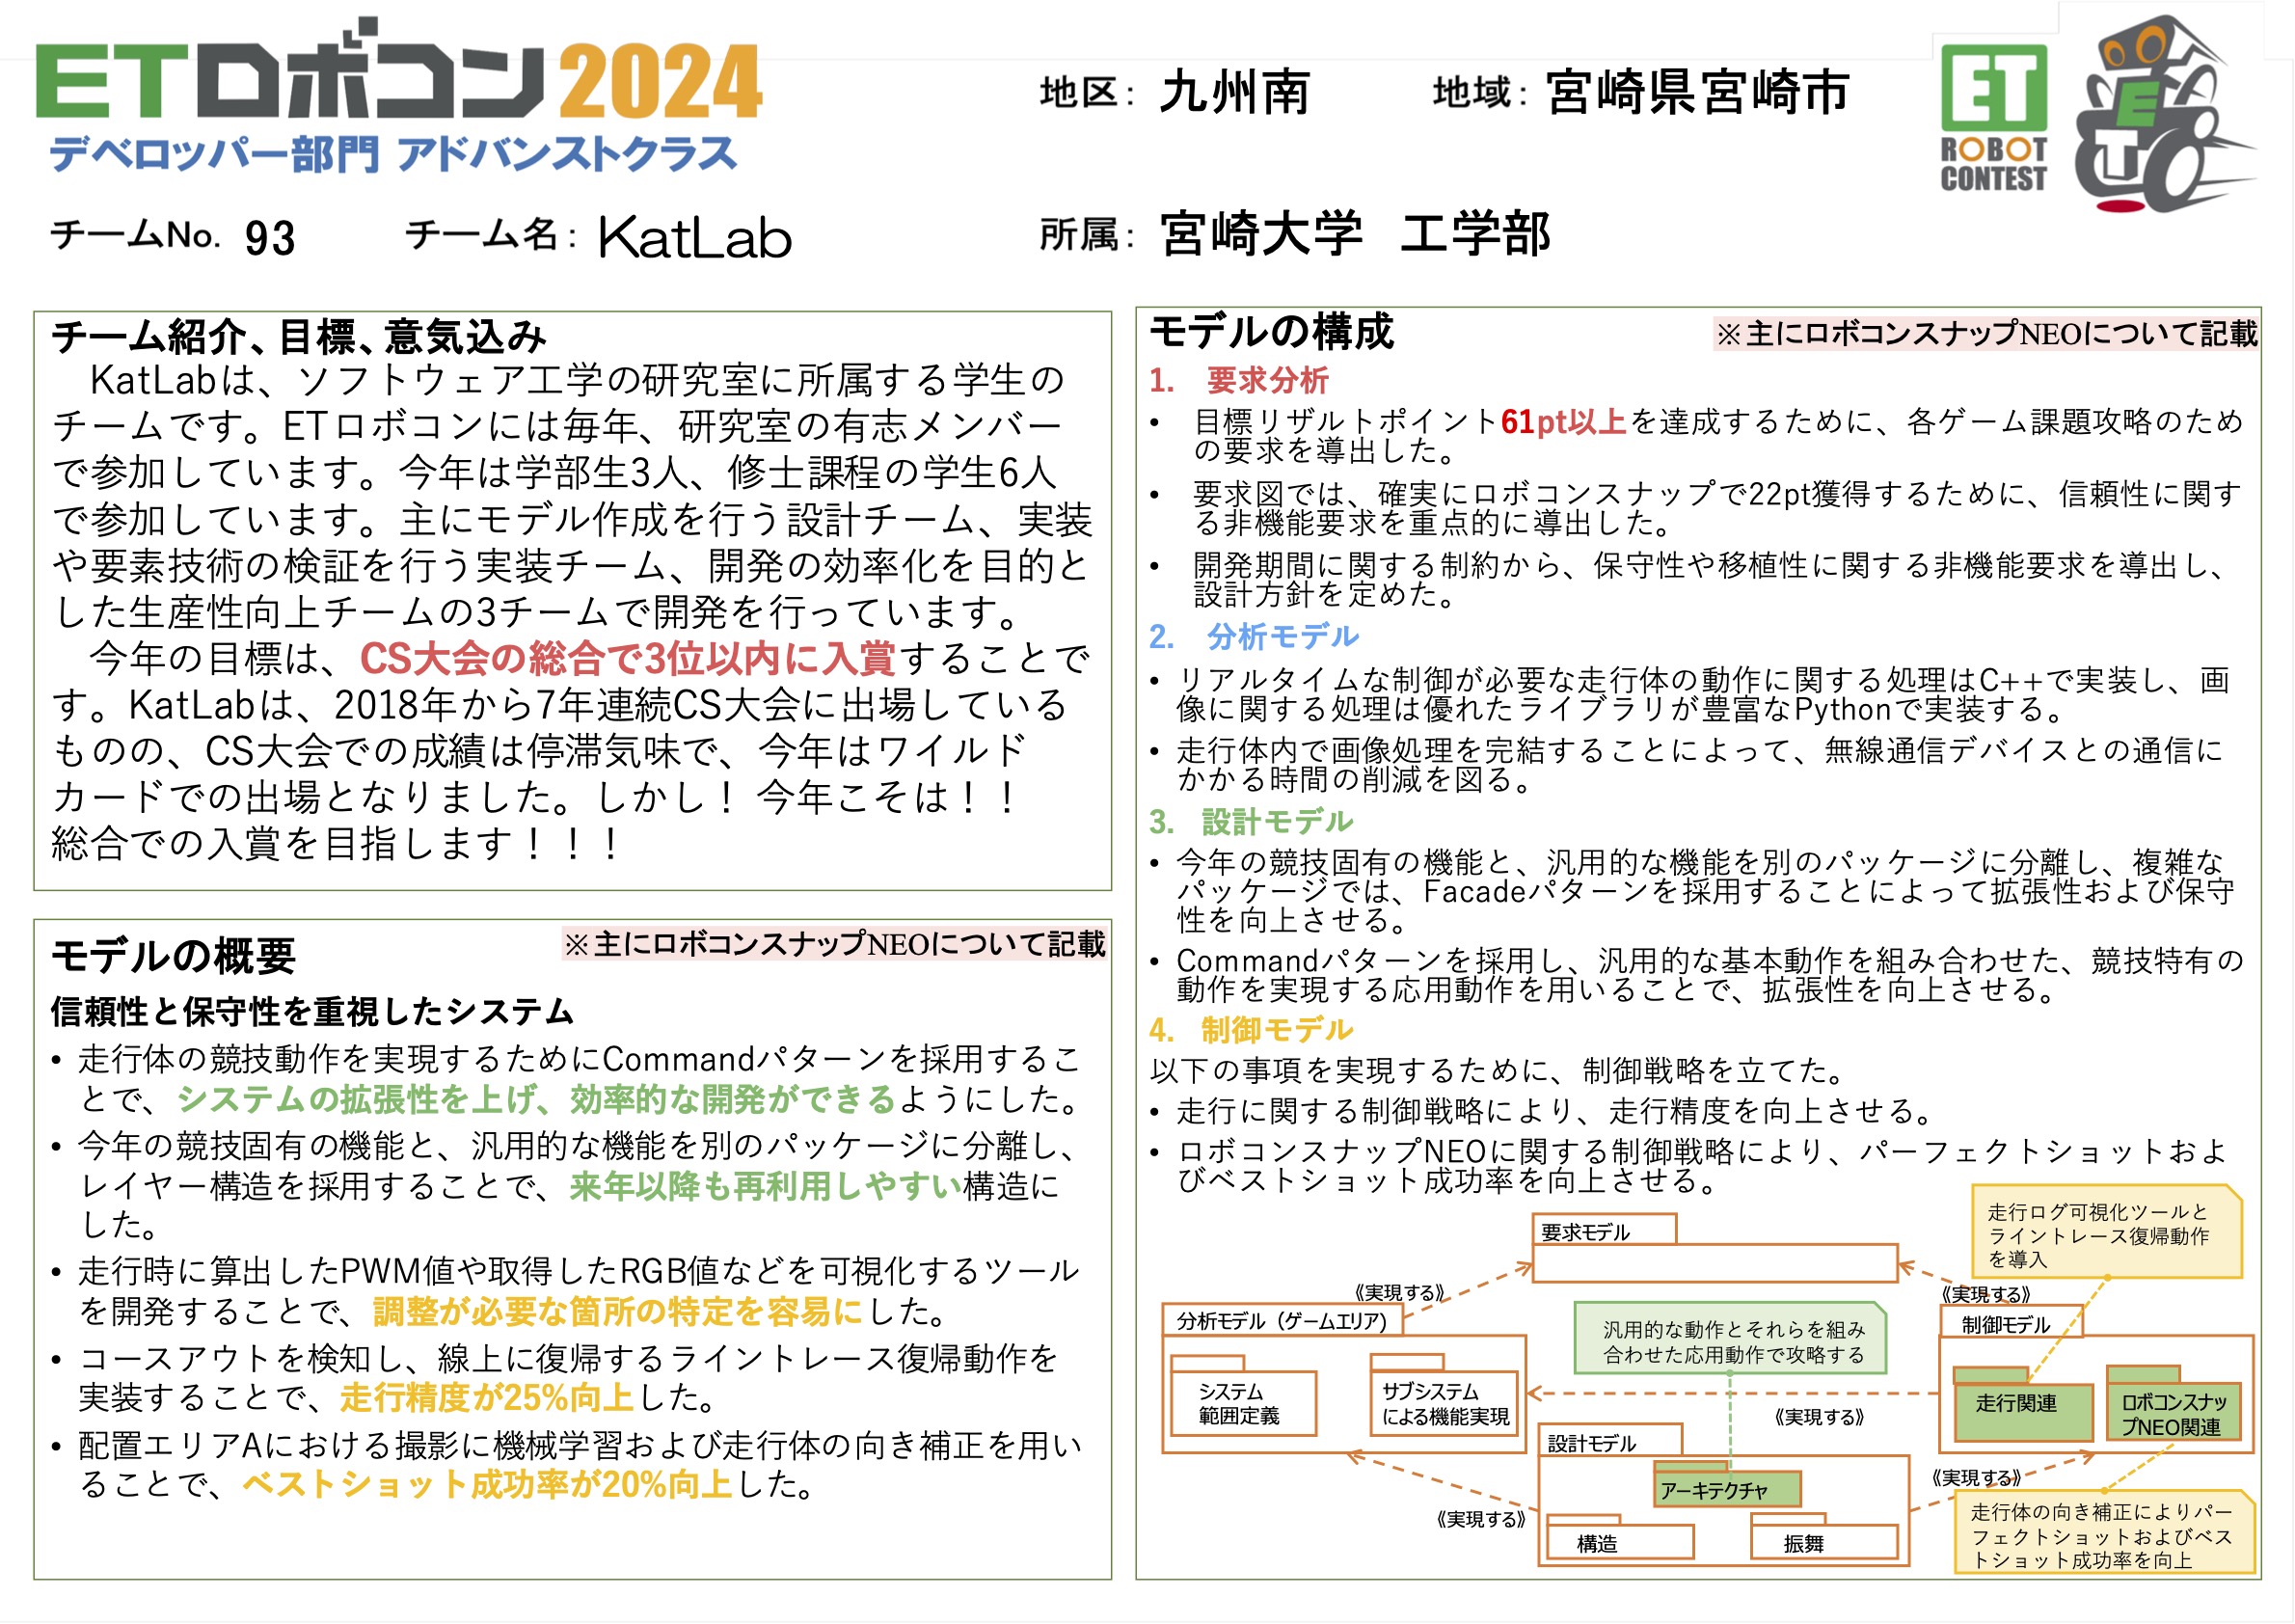 ETロボコン2024
デベロッパー部門 アドバンストクラス
地区： 九州南
地域： 宮崎県宮崎市
ET
ROBOT
CONTEST
E
T
チームNo. 93
チーム名： KatLab
所属： 宮崎大学　工学部
チーム紹介、目標、意気込み
KatLabは、ソフトウェア工学の研究室に所属する学生の
チームです。ETロボコンには毎年、研究室の有志メンバー
で参加しています。今年は学部生3人、修士課程の学生6人
で参加しています。主にモデル作成を行う設計チーム、実装
や要素技術の検証を行う実装チーム、開発の効率化を目的と
した生産性向上チームの3チームで開発を行っています。
今年の目標は、CS大会の総合で3位以内に入賞することで
す。KatLabは、2018年から7年連続CS大会に出場している
ものの、CS大会での成績は停滞気味で、今年はワイルド
カードでの出場となりました。しかし！ 今年こそは！！
総合での入賞を目指します！！！
モデルの概要
※主にロボコンスナップNEOについて記載
信頼性と保守性を重視したシステム
• 走行体の競技動作を実現するためにCommandパターンを採用するこ
とで、システムの拡張性を上げ、効率的な開発ができるようにした。
• 今年の競技固有の機能と、汎用的な機能を別のパッケージに分離し、
レイヤー構造を採用することで、来年以降も再利用しやすい構造に
した。
• 走行時に算出したPWM値や取得したRGB値などを可視化するツール
を開発することで、調整が必要な箇所の特定を容易にした。
• コースアウトを検知し、線上に復帰するライントレース復帰動作を
実装することで、走行精度が25%向上した。
• 配置エリアAにおける撮影に機械学習および走行体の向き補正を用い
ることで、ベストショット成功率が20%向上した。
モデルの構成
※主にロボコンスナップNEOについて記載
1. 要求分析
• 目標リザルトポイント61pt以上を達成するために、各ゲーム課題攻略のため
の要求を導出した。
• 要求図では、確実にロボコンスナップで22pt獲得するために、信頼性に関す
る非機能要求を重点的に導出した。
• 開発期間に関する制約から、保守性や移植性に関する非機能要求を導出し、
設計方針を定めた。
2. 分析モデル
• リアルタイムな制御が必要な走行体の動作に関する処理はC++で実装し、画
像に関する処理は優れたライブラリが豊富なPythonで実装する。
• 走行体内で画像処理を完結することによって、無線通信デバイスとの通信に
かかる時間の削減を図る。
3. 設計モデル
• 今年の競技固有の機能と、汎用的な機能を別のパッケージに分離し、複雑な
パッケージでは、Facadeパターンを採用することによって拡張性および保守
性を向上させる。
• Commandパターンを採用し、汎用的な基本動作を組み合わせた、競技特有の
動作を実現する応用動作を用いることで、拡張性を向上させる。
4. 制御モデル
以下の事項を実現するために、制御戦略を立てた。
• 走行に関する制御戦略により、走行精度を向上させる。
• ロボコンスナップNEOに関する制御戦略により、パーフェクトショットおよ
びベストショット成功率を向上させる。
走行ログ可視化ツールと
ライントレース復帰動作
を導入
要求モデル
《実現する》
《実現する》
分析モデル（ゲームエリア）
制御モデル
汎用的な動作とそれらを組み
合わせた応用動作で攻略する
システム
範囲定義
サブシステム
による機能実現
走行関連
ロボコンスナッ
プNEO関連
《実現する》
設計モデル
アーキテクチャ
《実現する》
《実現する》
構造
振舞
走行体の向き補正によりパー
フェクトショットおよびベス
トショット成功率を向上